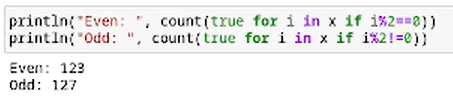 println("Even: ", count(true for i in x if i%2==0))
println("Odd: ", count(true for i in x if i%2!=0))
Even: 123
Odd: 127